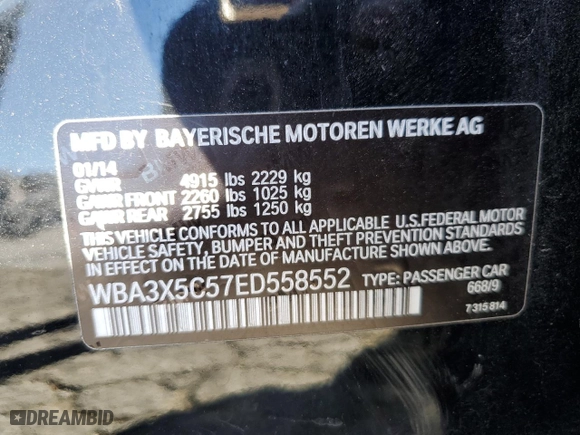 MFD BY BAYERISCHE MOTOREN WERKE AG
01/14
GVWR 4915 lbs 2229 kg
GAWR FRONT 2260 lbs 1025 kg
GAWR REAR 2755 lbs 1250 kg
THIS VEHICLE CONFORMS TO ALL APPLICABLE U.S.FEDERAL MOTOR
VEHICLE SAFETY, BUMPER AND THEFT PREVENTION STANDARDS
IN EFFECT ON THE DATE OF MANUFACTURE SHOWN ABOVE.
WBA3X5C57ED558552 TYPE: PASSENGER CAR
668/9
7 315 814
DREAMBID